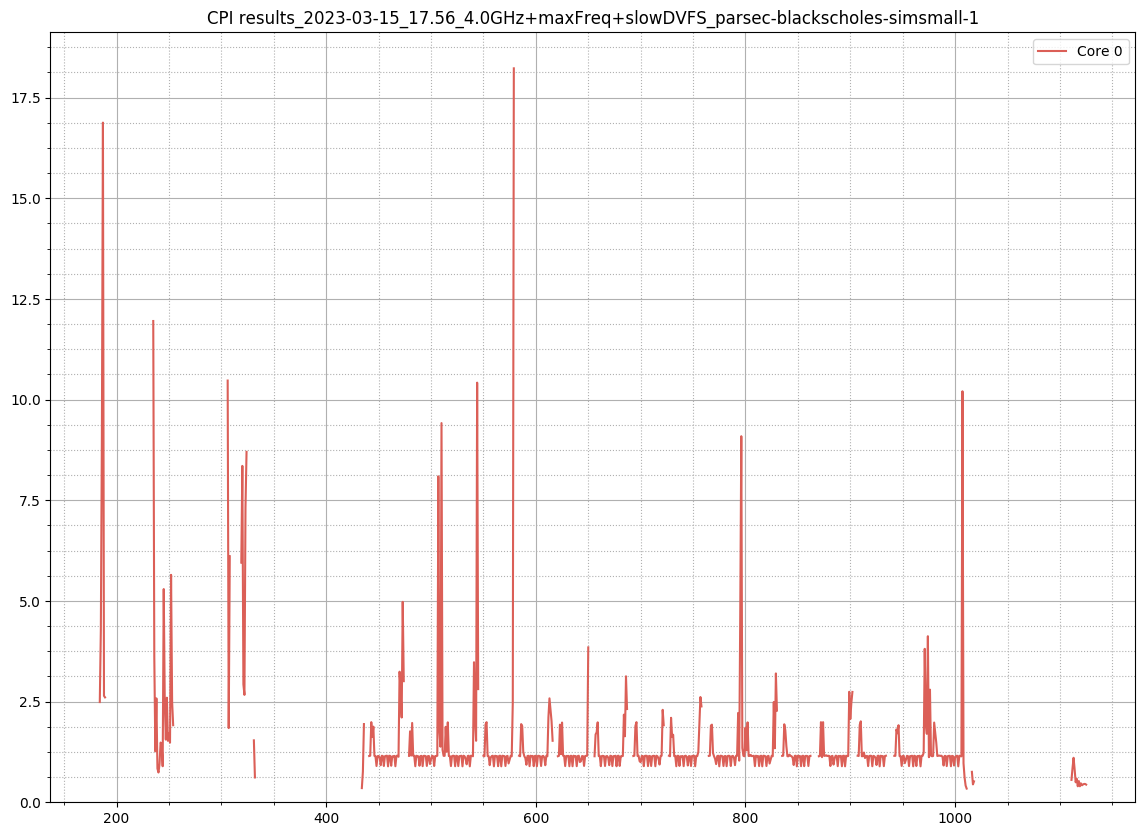 CPI results_2023-03-15_17.56_4.0GHz+maxFreq+slowDVFS_parsec-blackscholes-simsmall-1
Core 0
17.5
15.0
12.5
10.0
7.5
5.0
2.5
0.0
200 400 600 800 1000